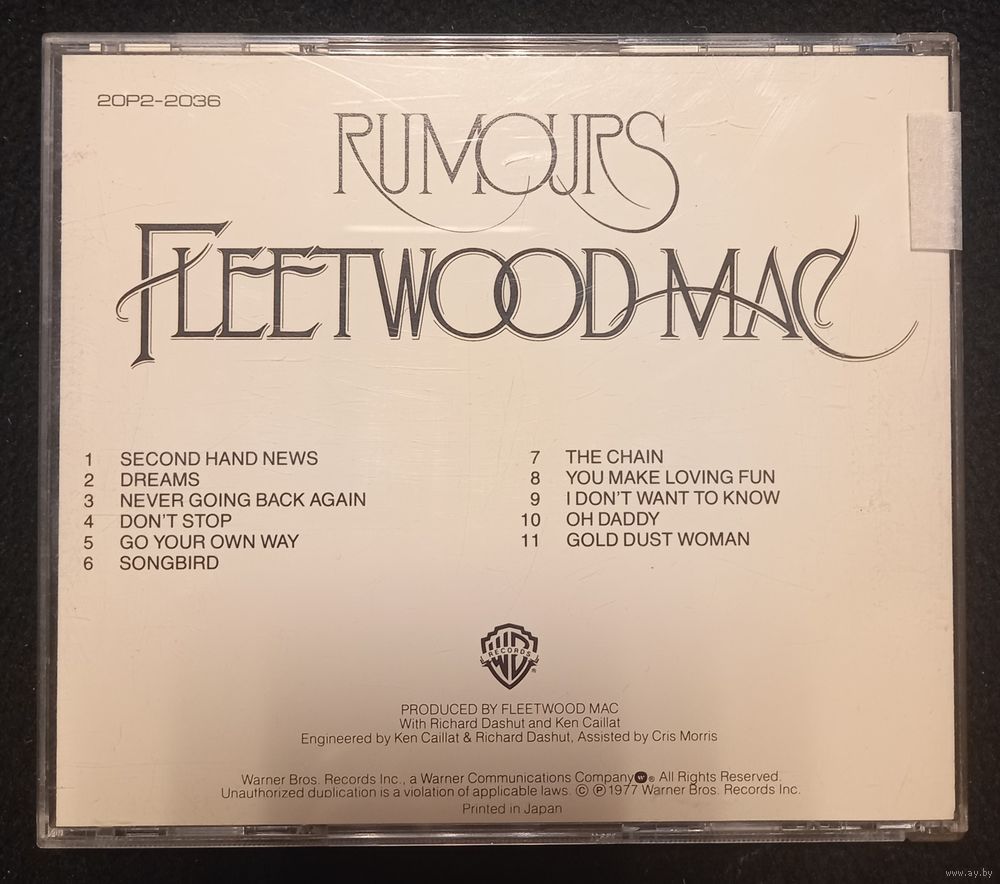 20P2-2036
RUMOURS
FLEETWOOD MAC
1 SECOND HAND NEWS
2 DREAMS
3 NEVER GOING BACK AGAIN
4 DON'T STOP
5 GO YOUR OWN WAY
6 SONGBIRD
7 THE CHAIN
8 YOU MAKE LOVING FUN
9 I DON'T WANT TO KNOW
10 OH DADDY
11 GOLD DUST WOMAN
WB
RECORDS
®
PRODUCED BY FLEETWOOD MAC
With Richard Dashut and Ken Caillat
Engineered by Ken Caillat & Richard Dashut, Assisted by Cris Morris
Warner Bros. Records Inc., a Warner Communications Company w ® All Rights Reserved.
Unauthorized duplication is a violation of applicable laws. © ℗ 1977 Warner Bros. Records Inc.
Printed in Japan
www.ay.by